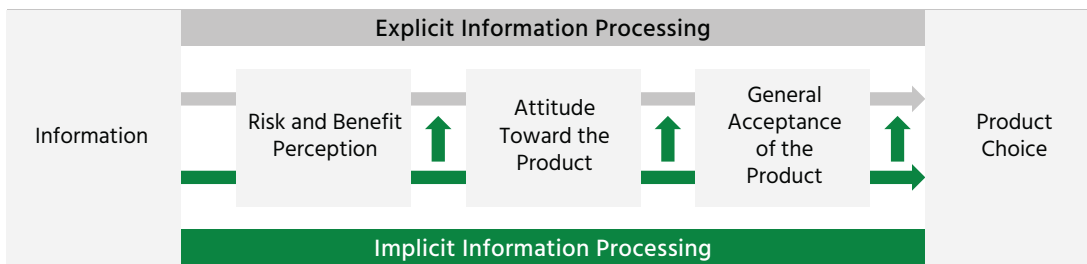 Explicit Information Processing
Information
Risk and Benefit
Perception
Attitude
Toward the
Product
General
Acceptance
of the
Product
Product
Choice
Implicit Information Processing